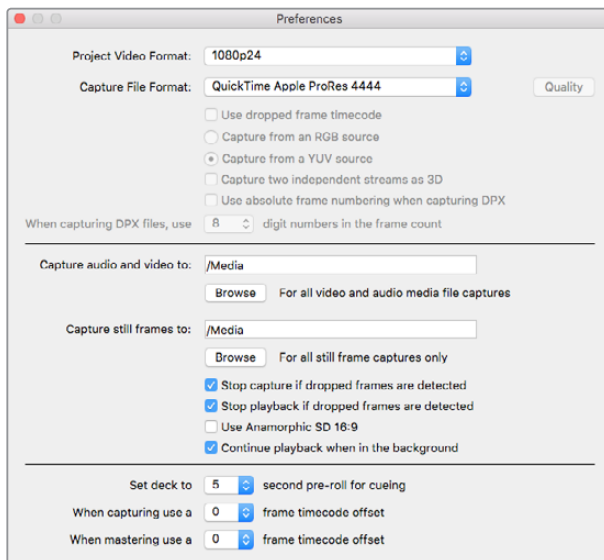 Preferences
Project Video Format: 1080p24
Capture File Format: QuickTime Apple ProRes 4444 Quality
Use dropped frame timecode
Capture from an RGB source
Capture from a YUV source
Capture two independent streams as 3D
Use absolute frame numbering when capturing DPX
When capturing DPX files, use 8 digit numbers in the frame count
Capture audio and video to: /Media
Browse For all video and audio media file captures
Capture still frames to: /Media
Browse For all still frame captures only
Stop capture if dropped frames are detected
Stop playback if dropped frames are detected
Use Anamorphic SD 16:9
Continue playback when in the background
Set deck to 5 second pre-roll for cueing
When capturing use a 0 frame timecode offset
When mastering use a 0 frame timecode offset